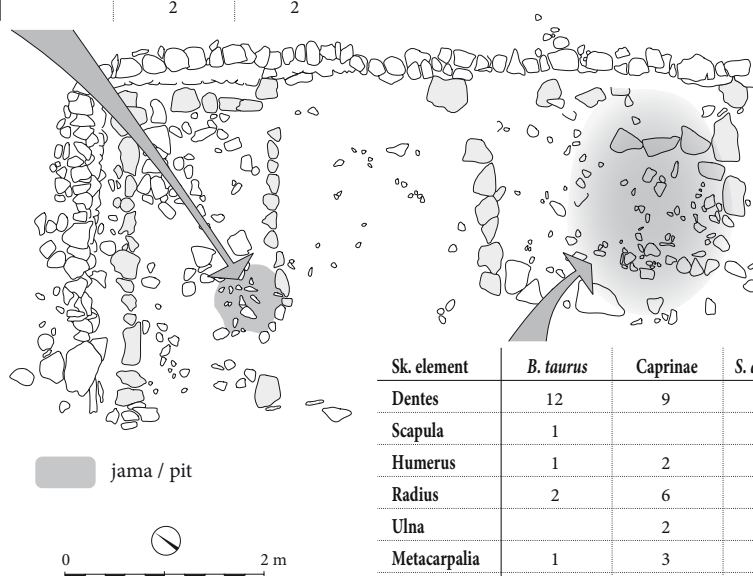 2 2
Sk. element B. taurus Caprinae S.
Dentes 12 9
Scapula 1
Humerus 1 2
Radius 2 6
Ulna 2
Metacarpalia 1 3
jama / pit
0 2 m